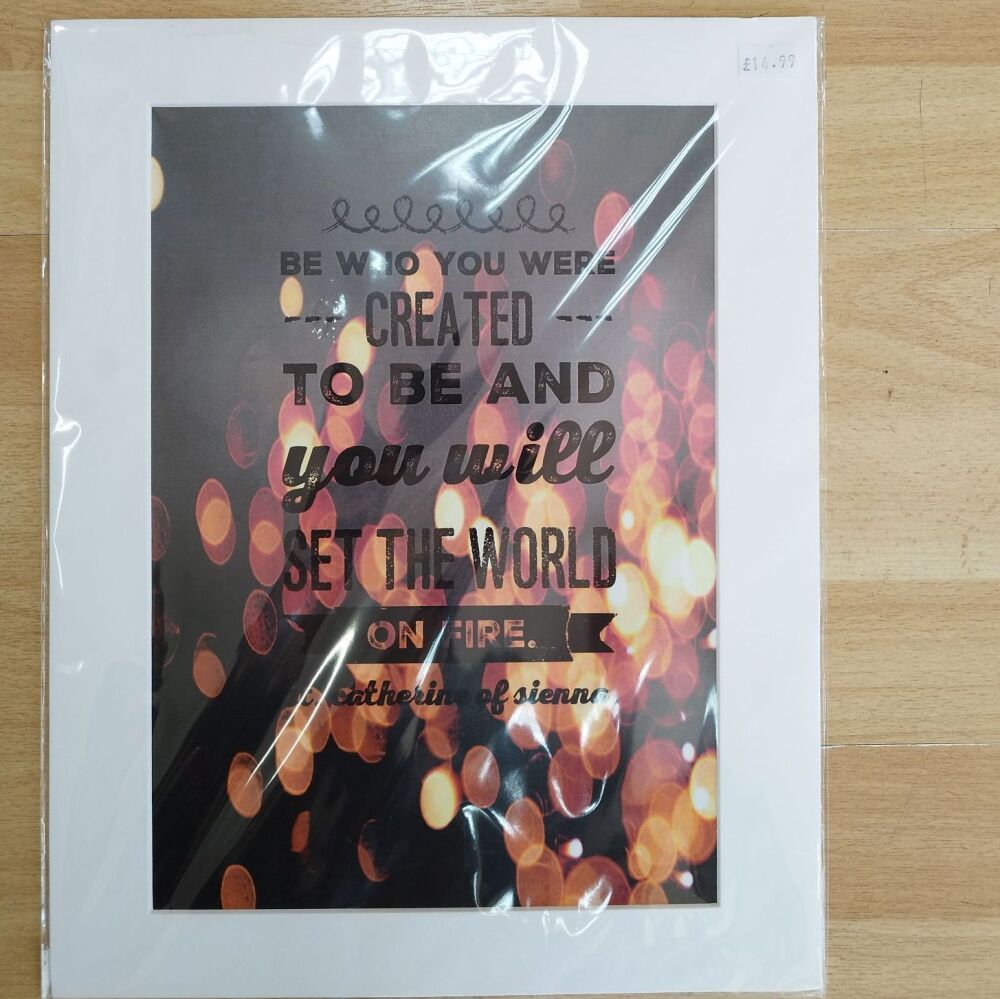 £14.99
BE WHO YOU WERE
CREATED
TO BE AND
you will
SET THE WORLD
ON FIRE.
catherine of sienna